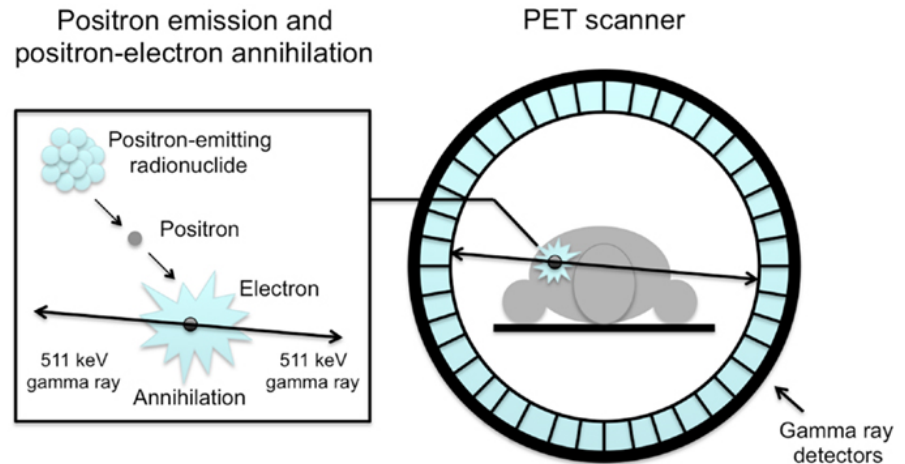 Positron emission and
positron-electron annihilation
PET scanner
Positron-emitting
radionuclide
Positron
Electron
511 keV
gamma ray
511 keV
gamma ray
Annihilation
Gamma ray
detectors